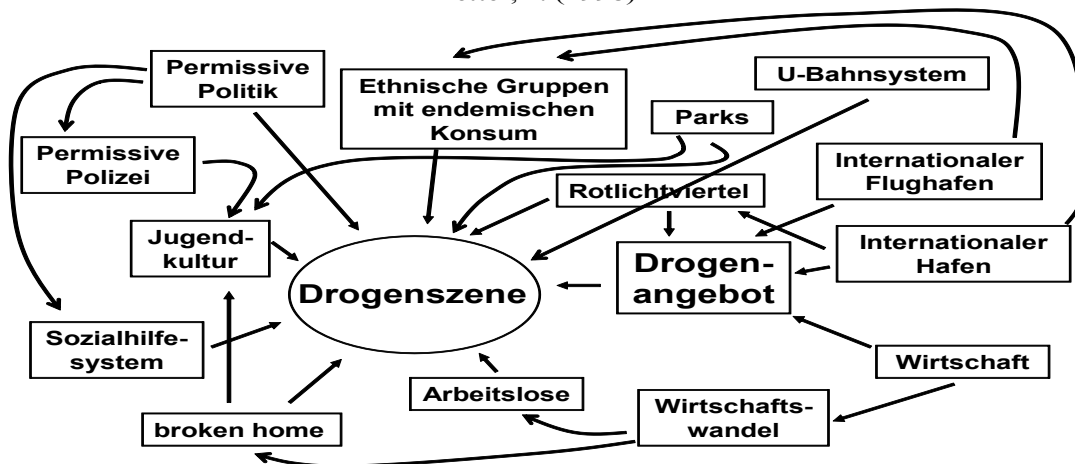 Permissive
Politik
Ethnische Gruppen
mit endemischen
Konsum
U-Bahnsystem
Parks
Permissive
Polizei
Internationaler
Flughafen
Rotlichtviertel
Jugend-
kultur
Internationaler
Hafen
Drogen-
angebot
Drogenszene
Sozialhilfe-
system
Wirtschaft
Arbeitslose
Wirtschafts-
wandel
broken home